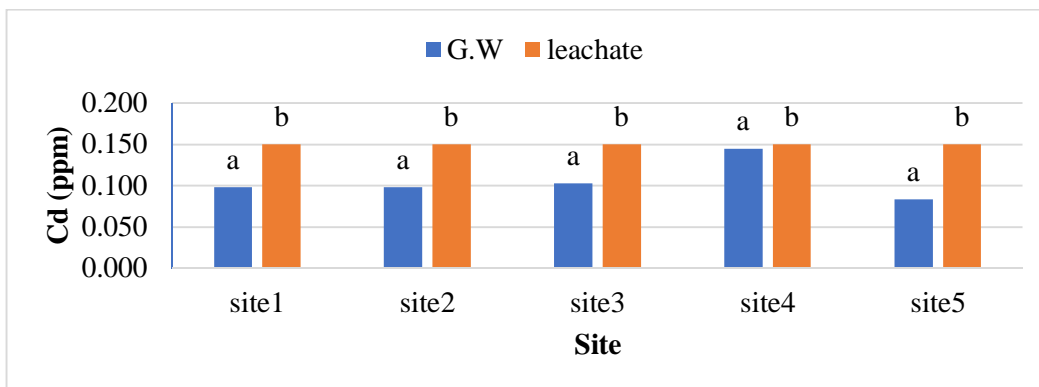 G.W leachate
Cd (ppm)
0.200
0.150
0.100
0.050
0.000
a b a b a b a b a b
site1 site2 site3 site4 site5
Site